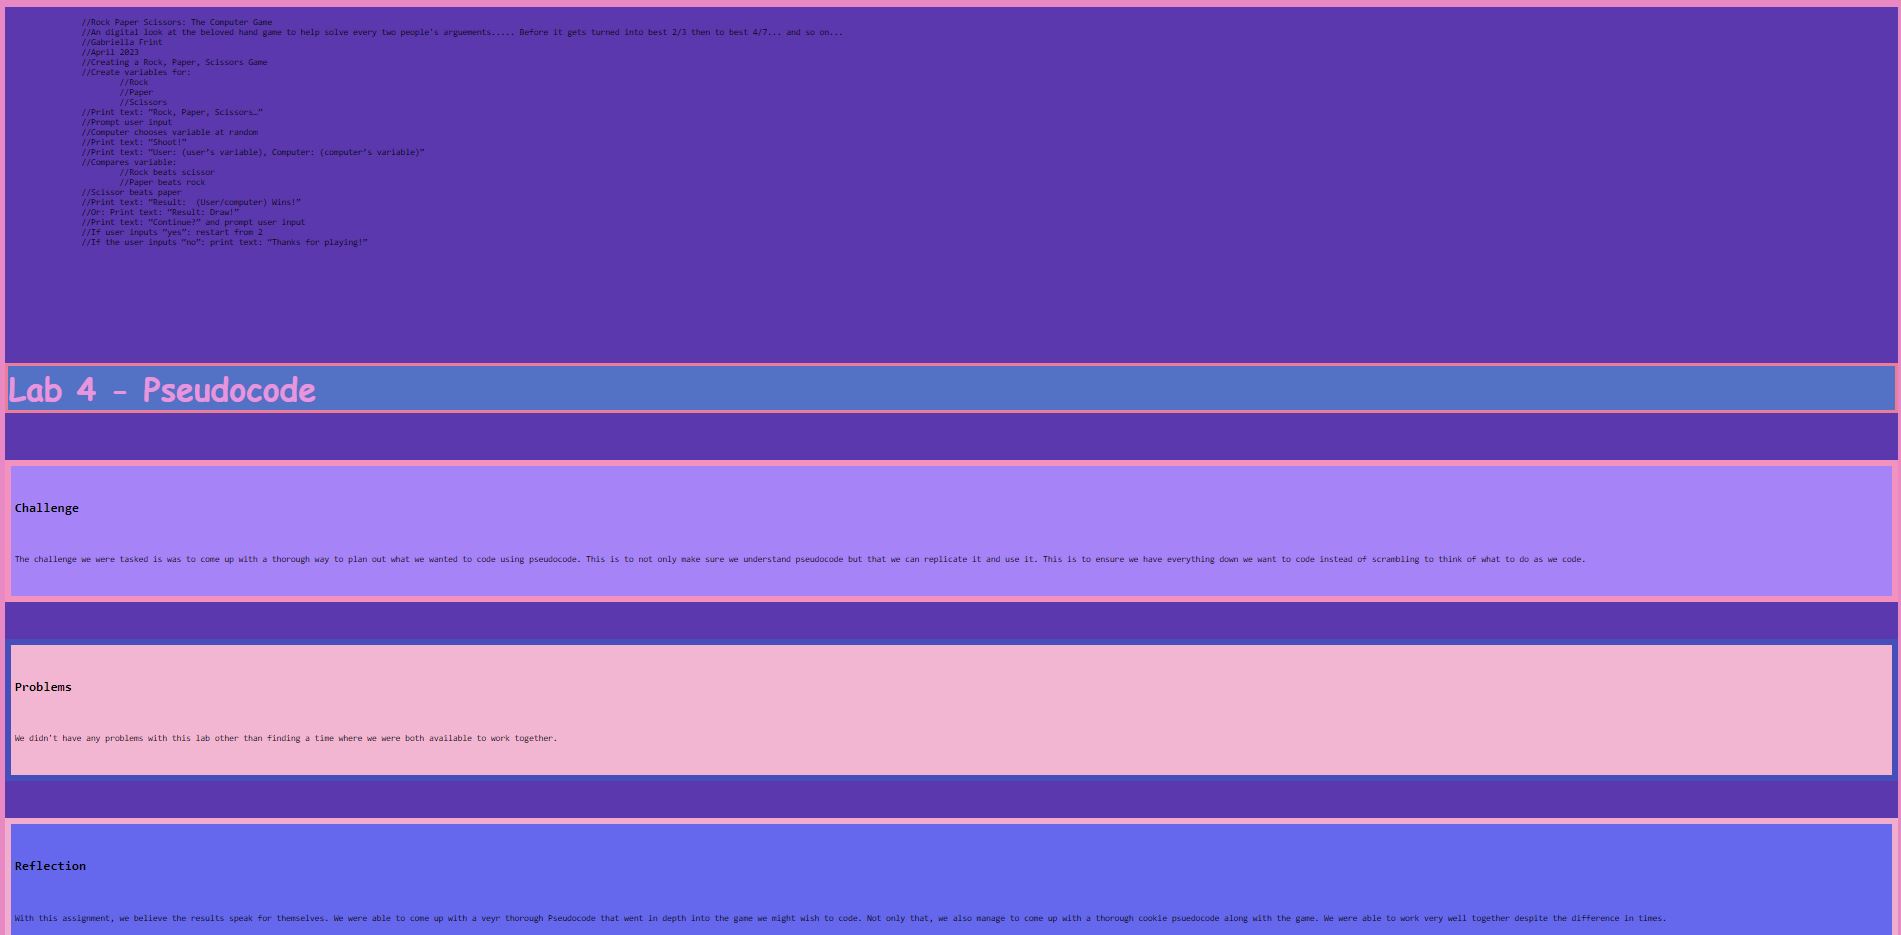 //Rock Paper Scissors: The Computer Game
//An digital look at the beloved hand game to help solve every two people's arguements..... Before it gets turned into best 2/3 then to best 4/7... and so on...
//Gabriella Frint
//April 2023
//Creating a Rock, Paper, Scissors Game
//Create variables for:
//Rock
//Paper
//Scissors
//Print text: “Rock, Paper, Scissors…”
//Prompt user input
//Computer chooses variable at random
//Print text: “Shoot!”
//Print text: “User: (user’s variable), Computer: (computer’s variable)”
//Compares variable:
//Rock beats scissor
//Paper beats rock
//Scissor beats paper
//Print text: “Result:  (User/computer) Wins!”
//Or: Print text: “Result: Draw!”
//Print text: “Continue?” and prompt user input
//If user inputs “yes”: restart from 2
//If the user inputs “no”: print text: “Thanks for playing!”
Lab 4 - Pseudocode
Challenge
The challenge we were tasked is was to come up with a thorough way to plan out what we wanted to code using pseudocode. This is to not only make sure we understand pseudocode but that we can replicate it and use it. This is to ensure we have everything down we want to code instead of scrambling to think of what to do as we code.
Problems
We didn't have any problems with this lab other than finding a time where we were both available to work together.
Reflection
With this assignment, we believe the results speak for themselves. We were able to come up with a veyr thorough Pseudocode that went in depth into the game we might wish to code. Not only that, we also manage to come up with a thorough cookie psuedocode along with the game. We were able to work very well together despite the difference in times.